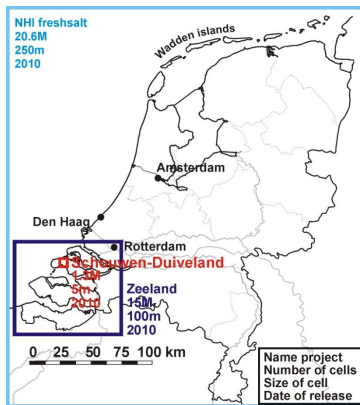 NHI freshsalt
20.6M
250m
2010
Wadden islands
Amsterdam
Den Haag
Rotterdam
Schouwen-Duiveland
1.3M
5m
2010
Zeeland
15M
100m
2010
0 25 50 75 100 km
Name project
Number of cells
Size of cell
Date of release